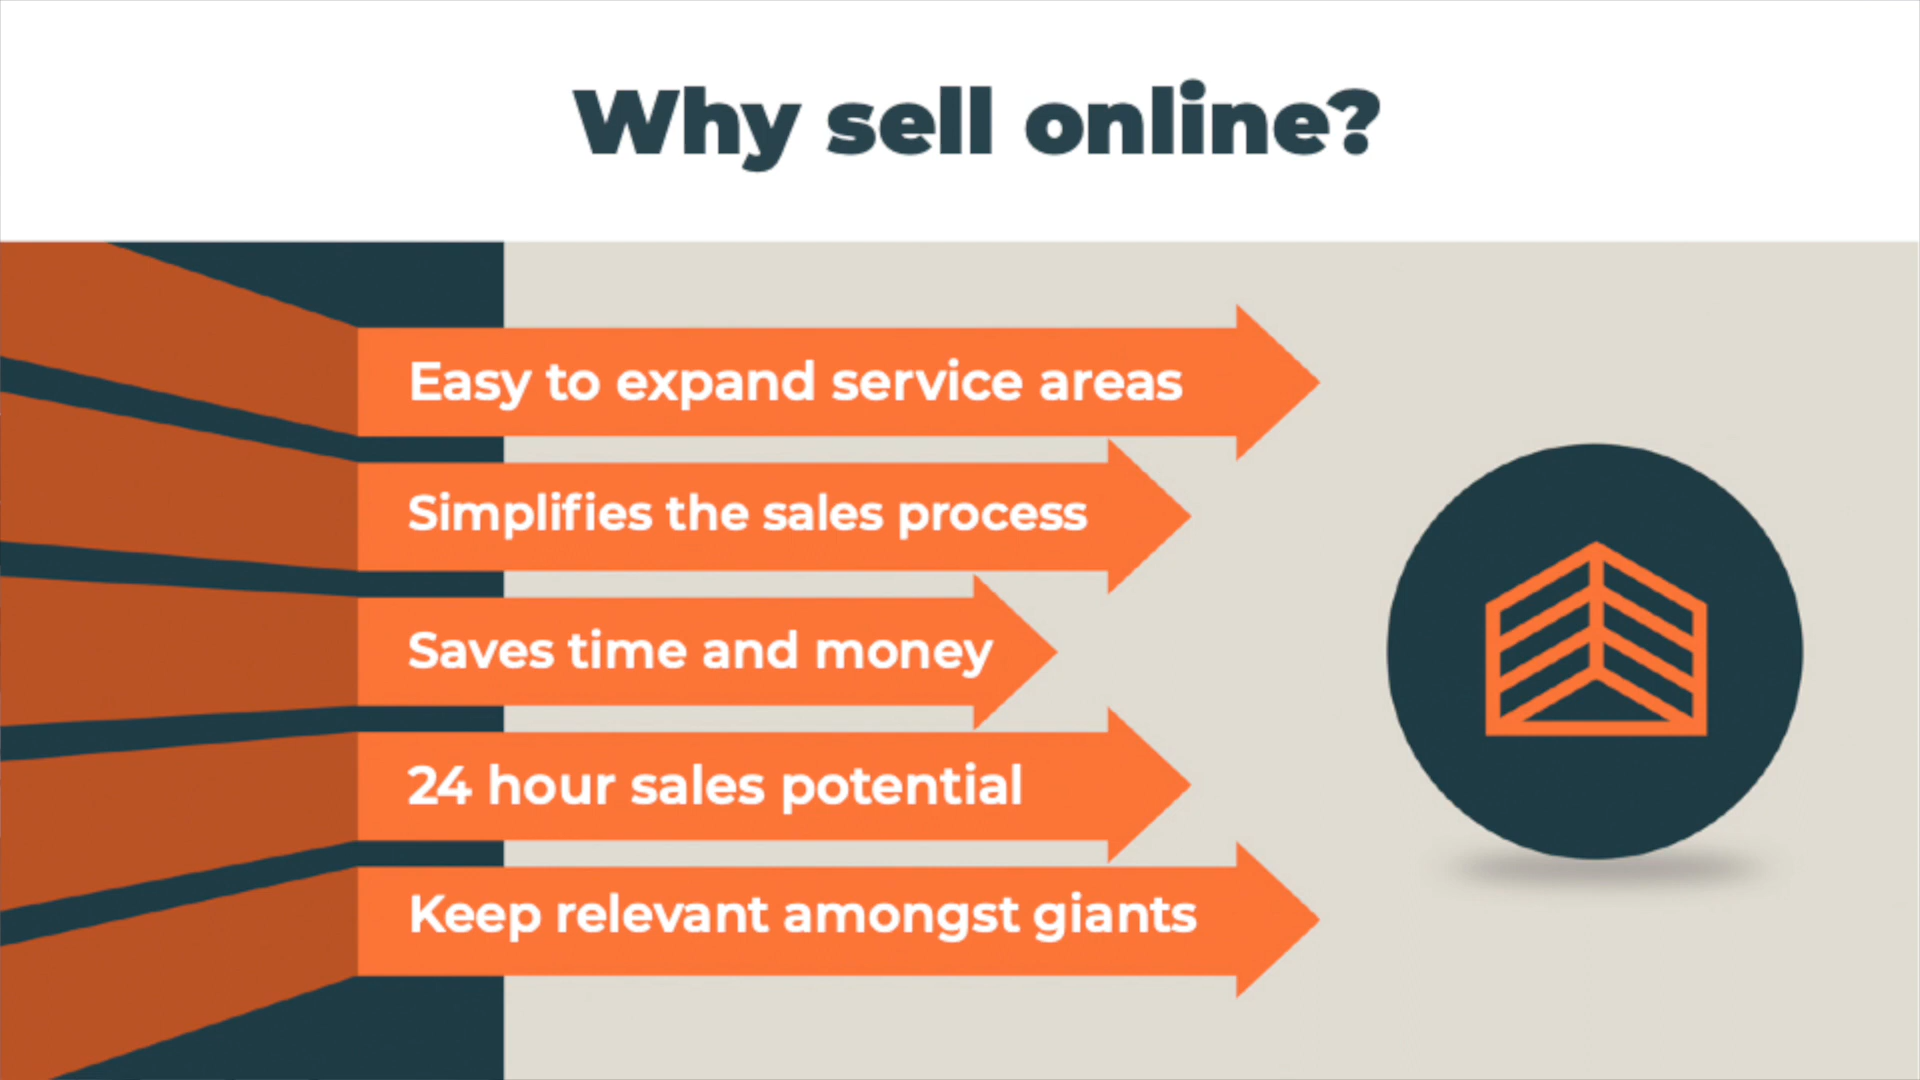 Why sell online?
Easy to expand service areas
Simplifies the sales process
Saves time and money
24 hour sales potential
Keep relevant amongst giants